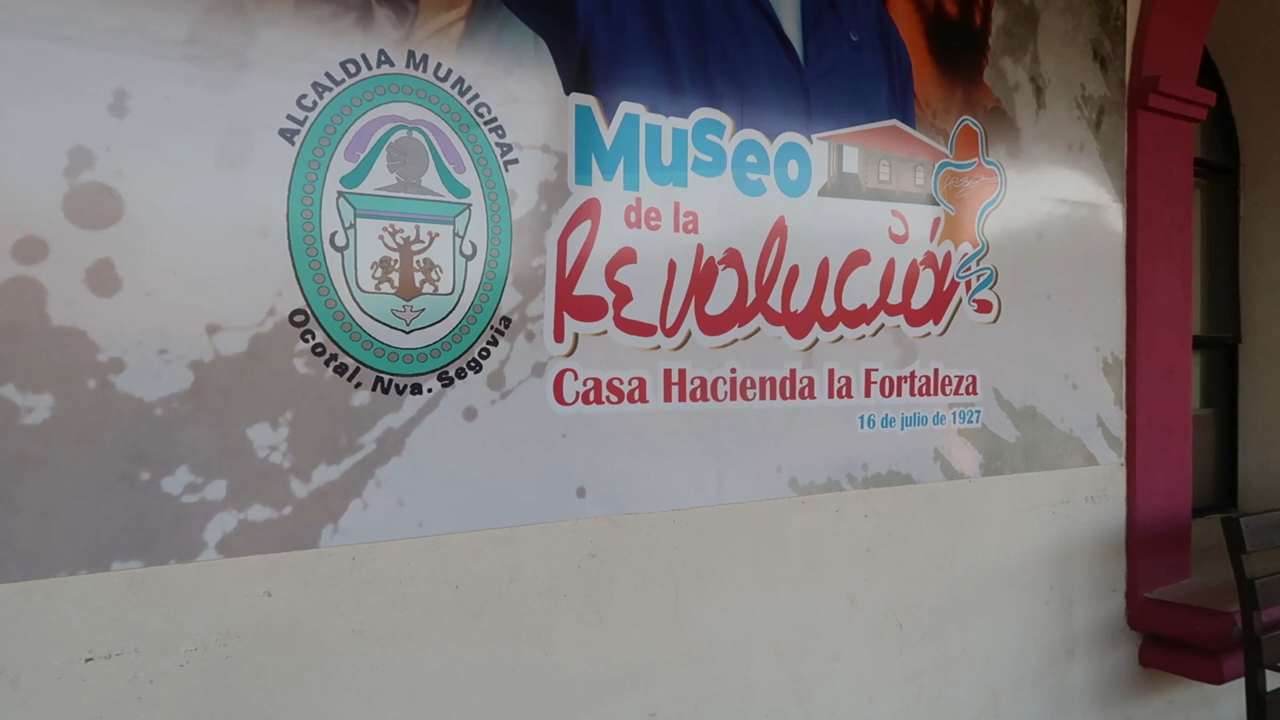 ALCALDIA MUNICIPAL
Ocotal, Nva. Segovia
Museo
de la
Revolución
Casa Hacienda la Fortaleza
16 de julio de 1927